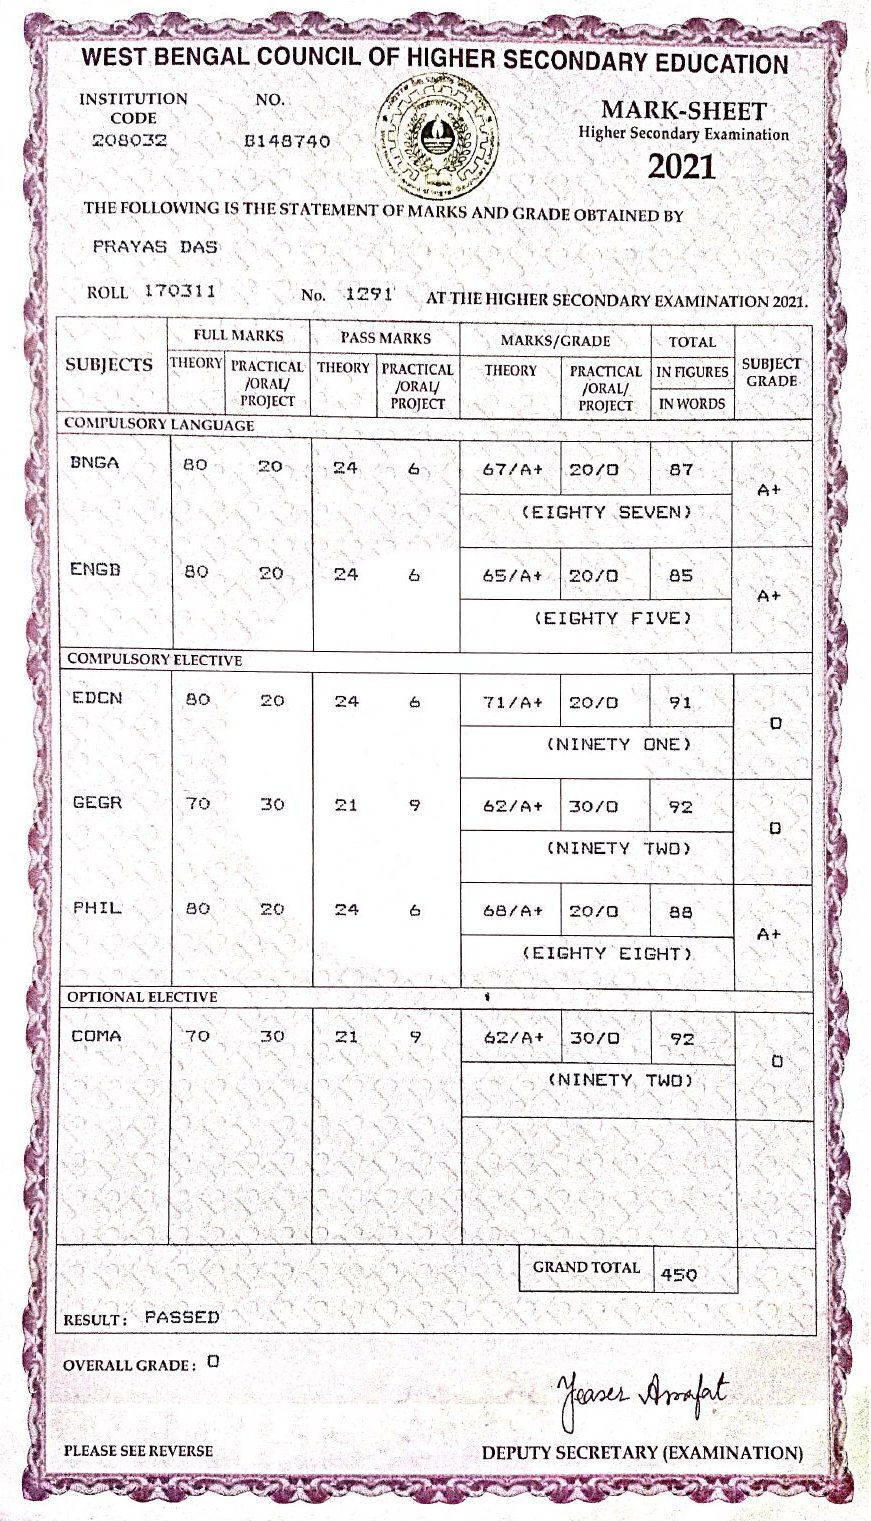 WEST BENGAL COUNCIL OF HIGHER SECONDARY EDUCATION
INSTITUTION CODE NO. MARK-SHEET
208032 B148740 Higher Secondary Examination
2021
THE FOLLOWING IS THE STATEMENT OF MARKS AND GRADE OBTAINED BY
PRAYAS DAS
ROLL 170311 No. 1291 AT THE HIGHER SECONDARY EXAMINATION 2021.
SUBJECTS FULL MARKS PASS MARKS MARKS/GRADE TOTAL SUBJECT GRADE
THEORY PRACTICAL /ORAL/ PROJECT THEORY PRACTICAL /ORAL/ PROJECT THEORY PRACTICAL /ORAL/ PROJECT IN FIGURES
IN WORDS
COMPULSORY LANGUAGE
BNGA 80 20 24 6 67/A+ 20/O 87 A+
(EIGHTY SEVEN)
ENGB 80 20 24 6 65/A+ 20/O 85 A+
(EIGHTY FIVE)
COMPULSORY ELECTIVE
EDCN 80 20 24 6 71/A+ 20/O 91 O
(NINETY ONE)
GEGR 70 30 21 9 62/A+ 30/O 92 O
(NINETY TWO)
PHIL 80 20 24 6 68/A+ 20/O 88 A+
(EIGHTY EIGHT)
OPTIONAL ELECTIVE
COMA 70 30 21 9 62/A+ 30/O 92 O
(NINETY TWO)
GRAND TOTAL 450
RESULT: PASSED
OVERALL GRADE: O
Yeaser Arrafat
PLEASE SEE REVERSE DEPUTY SECRETARY (EXAMINATION)